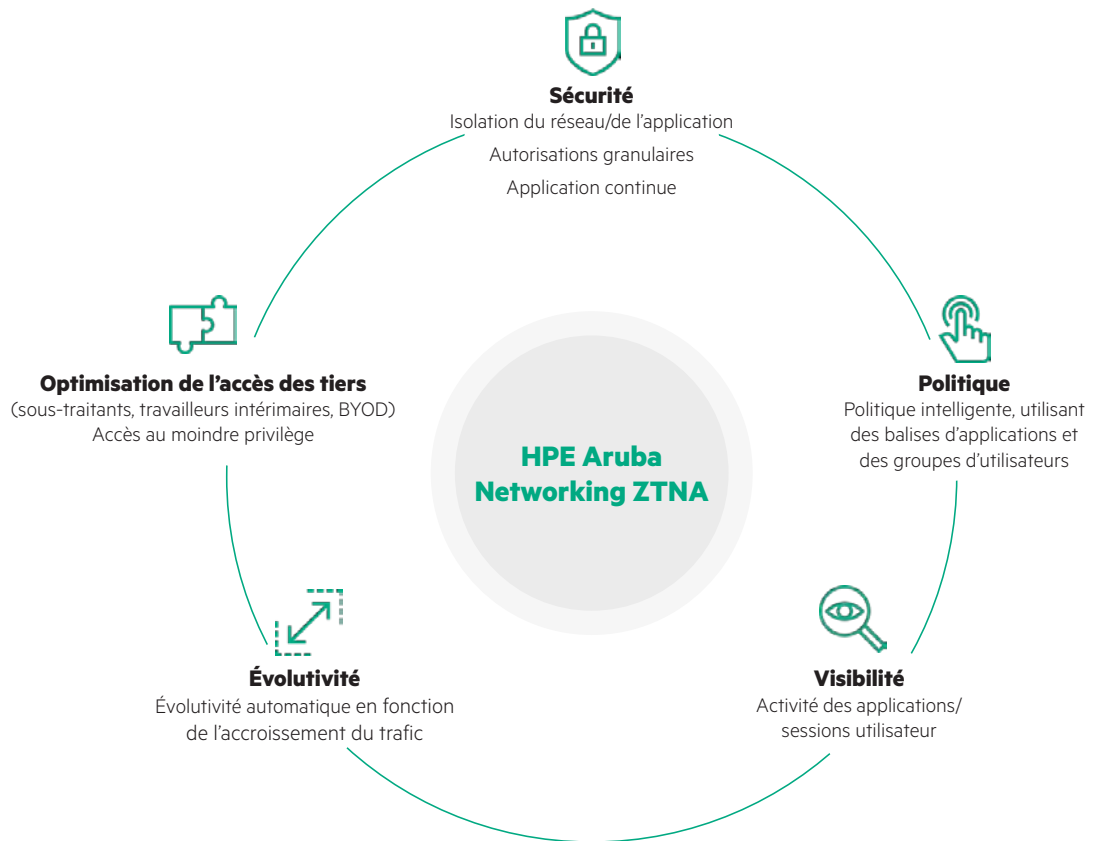 Sécurité
Isolation du réseau/de l’application
Autorisations granulaires
Application continue
Optimisation de l’accès des tiers
(sous-traitants, travailleurs intérimaires, BYOD)
Accès au moindre privilège
Politique
Politique intelligente, utilisant
des balises d’applications et
des groupes d’utilisateurs
HPE Aruba
Networking ZTNA
Évolutivité
Évolutivité automatique en fonction
de l’accroissement du trafic
Visibilité
Activité des applications/
sessions utilisateur